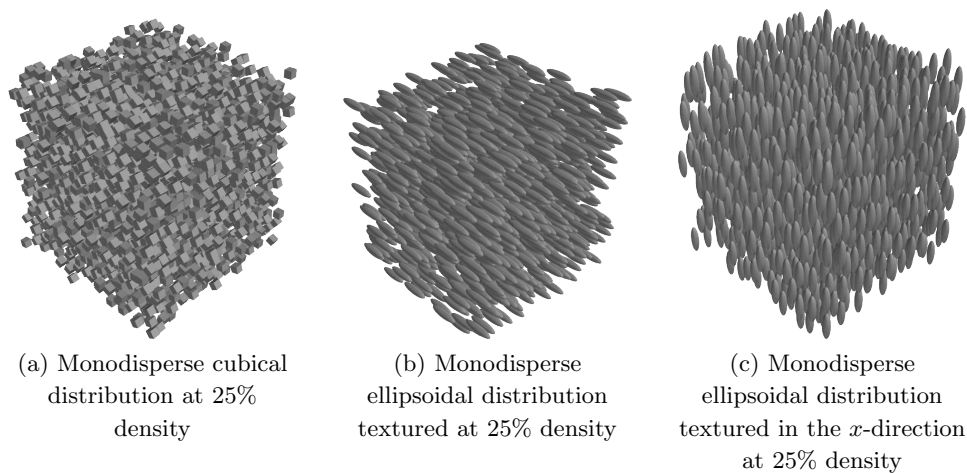 (a) Monodisperse cubical
distribution at 25%
density
(b) Monodisperse
ellipsoidal distribution
textured at 25% density
(c) Monodisperse
ellipsoidal distribution
textured in the x-direction
at 25% density